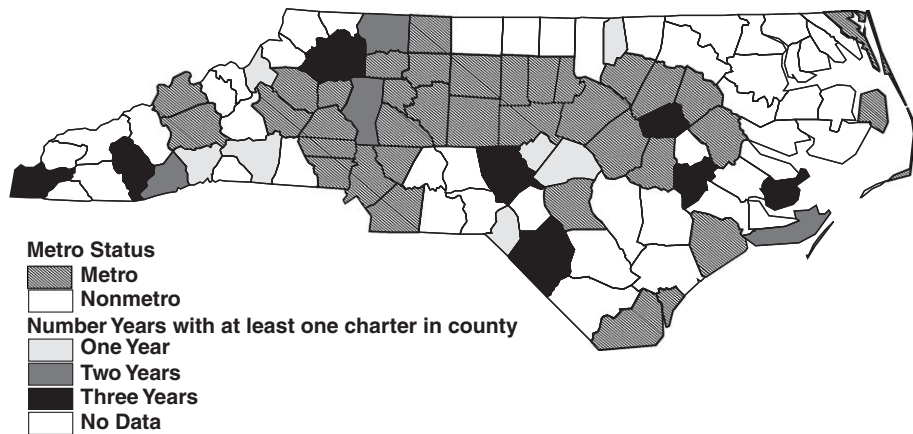 Metro Status
Metro
Nonmetro
Number Years with at least one charter in county
One Year
Two Years
Three Years
No Data